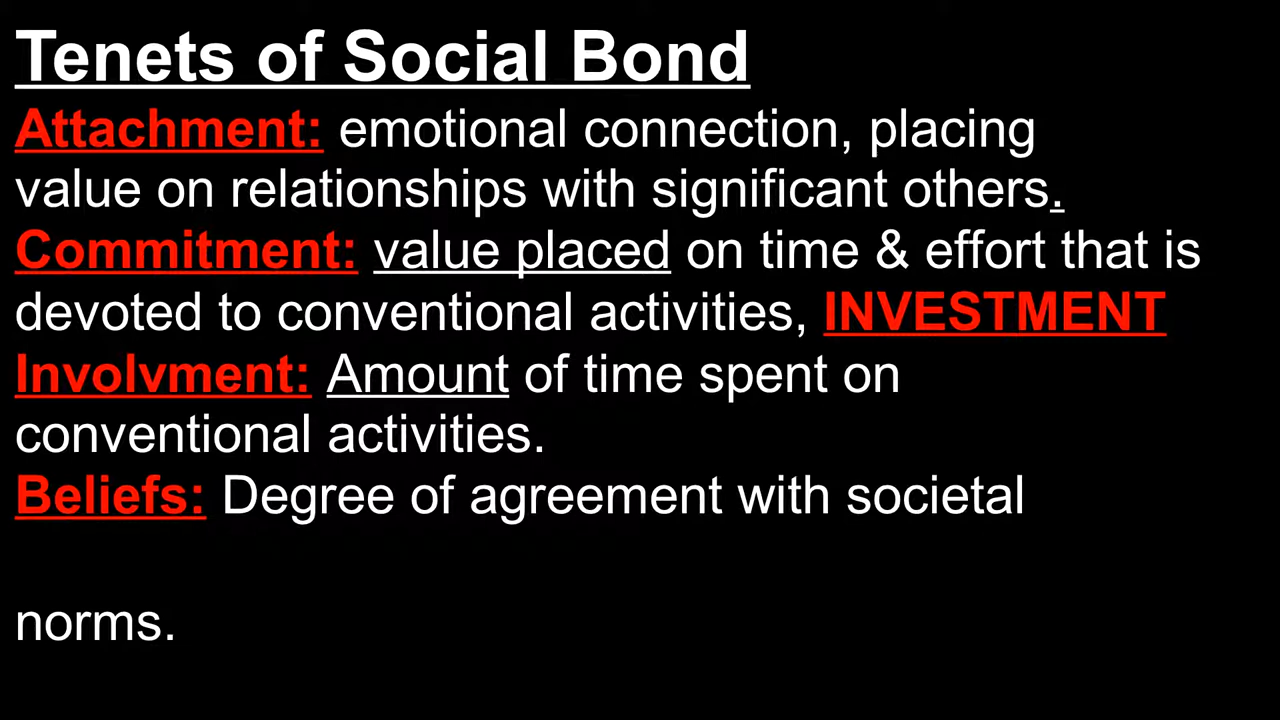 Tenets of Social Bond
Attachment: emotional connection, placing
value on relationships with significant others.
Commitment: value placed on time & effort that is
devoted to conventional activities, INVESTMENT
Involvment: Amount of time spent on
conventional activities.
Beliefs: Degree of agreement with societal
norms.